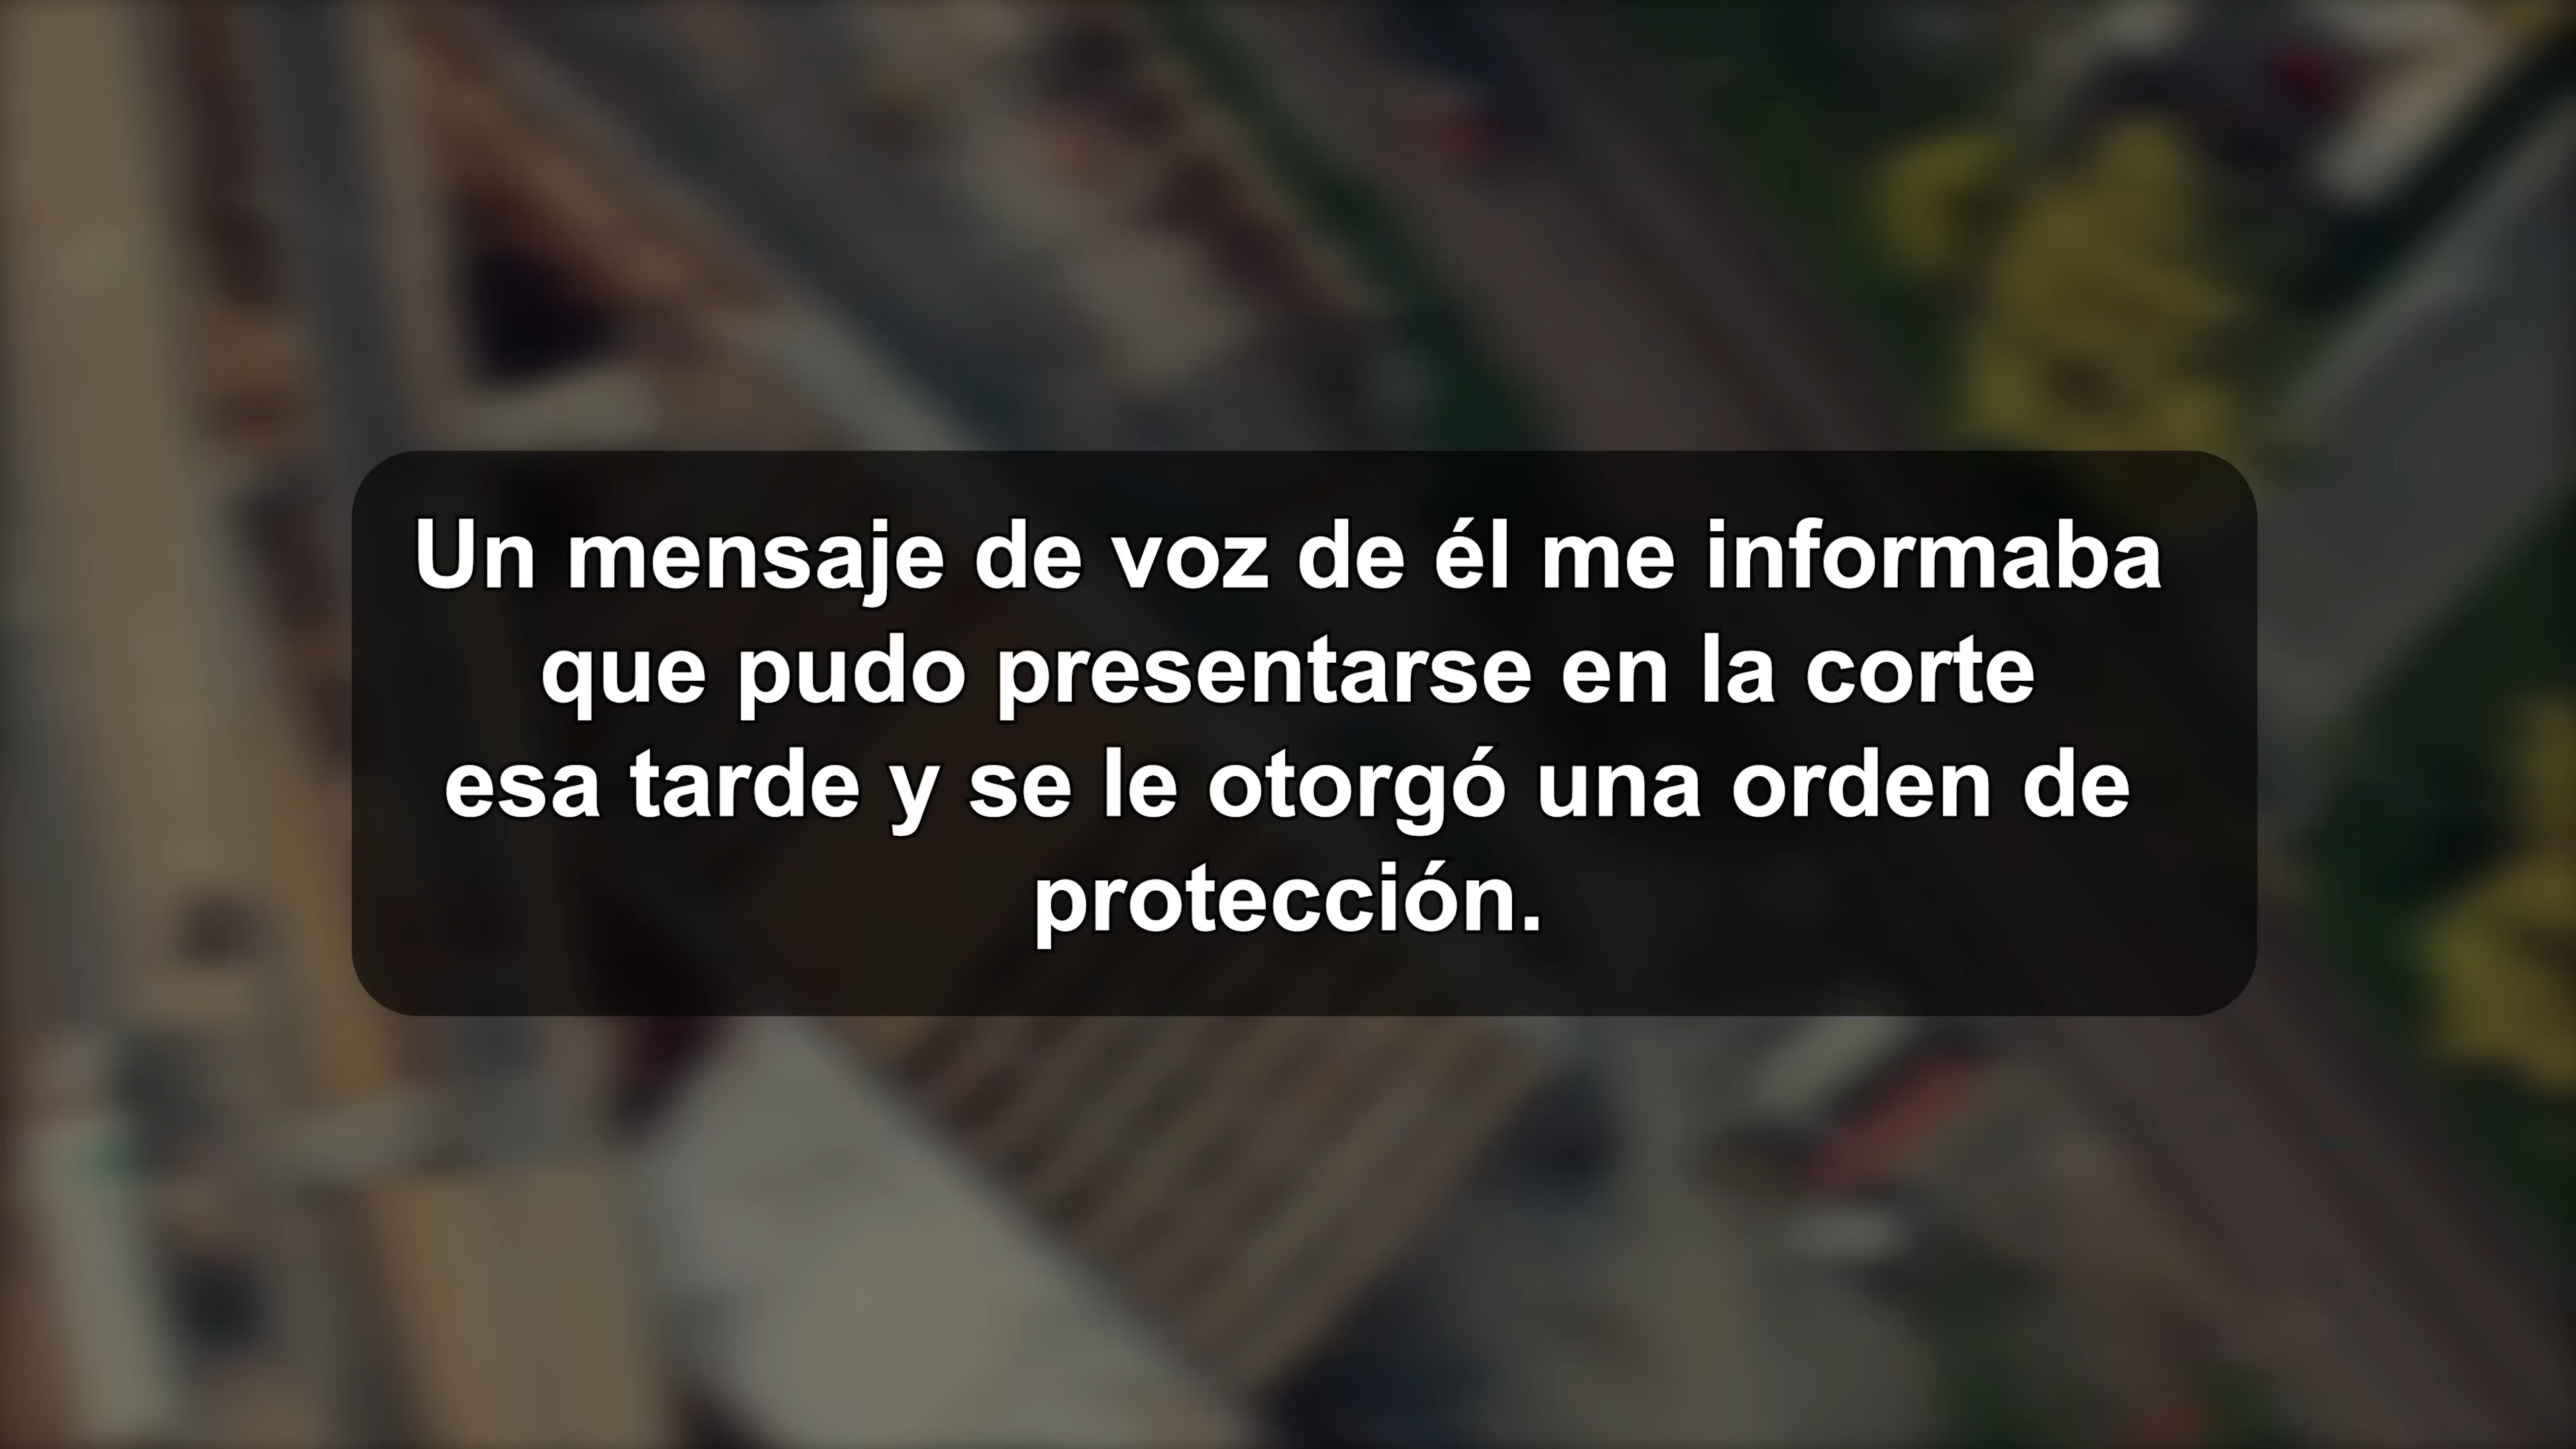 Un mensaje de voz de él me informaba
que pudo presentarse en la corte
esa tarde y se le otorgó una orden de
protección.